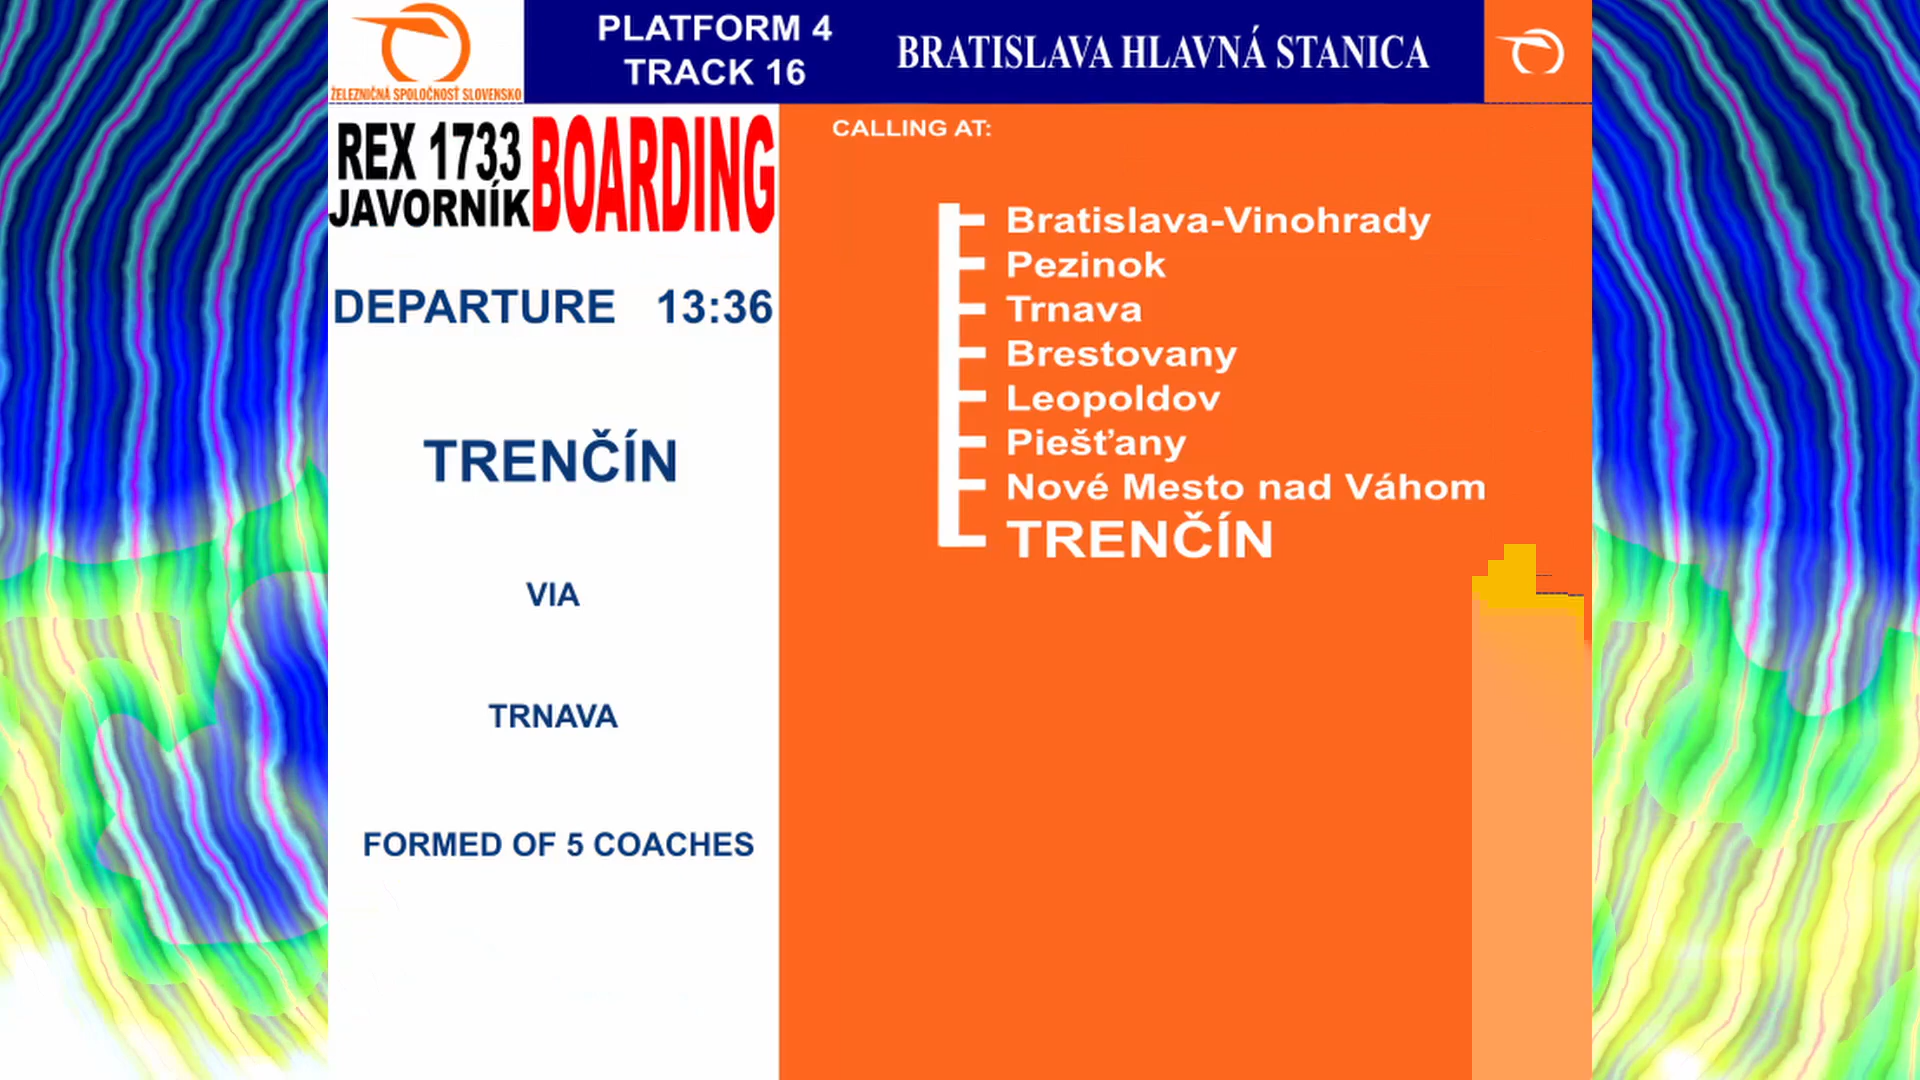 ŽELEZNIČNÁ SPOLOČNOSŤ SLOVENSKO
PLATFORM 4
TRACK 16
BRATISLAVA HLAVNÁ STANICA
REX 1733
JAVORNÍK
BOARDING
DEPARTURE 13:36
TRENČÍN
VIA
TRNAVA
FORMED OF 5 COACHES
CALLING AT:
Bratislava-Vinohrady
Pezinok
Trnava
Brestovany
Leopoldov
Piešťany
Nové Mesto nad Váhom
TRENČÍN